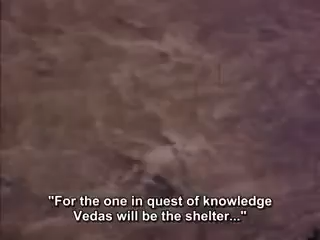 "For the one in quest of knowledge
Vedas will be the shelter..."